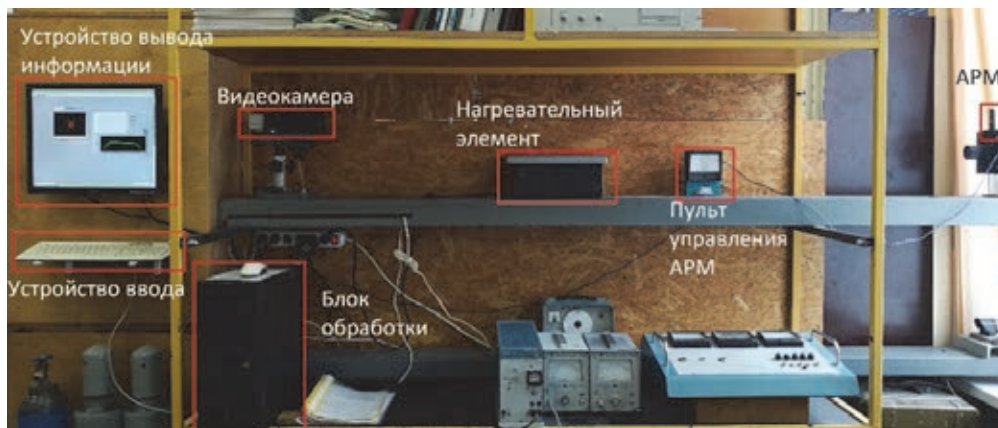 Устройство вывода
информации
Видеокамера
Нагревательный
элемент
АРМ
Пульт
управления
АРМ
Устройство ввода
Блок
обработки